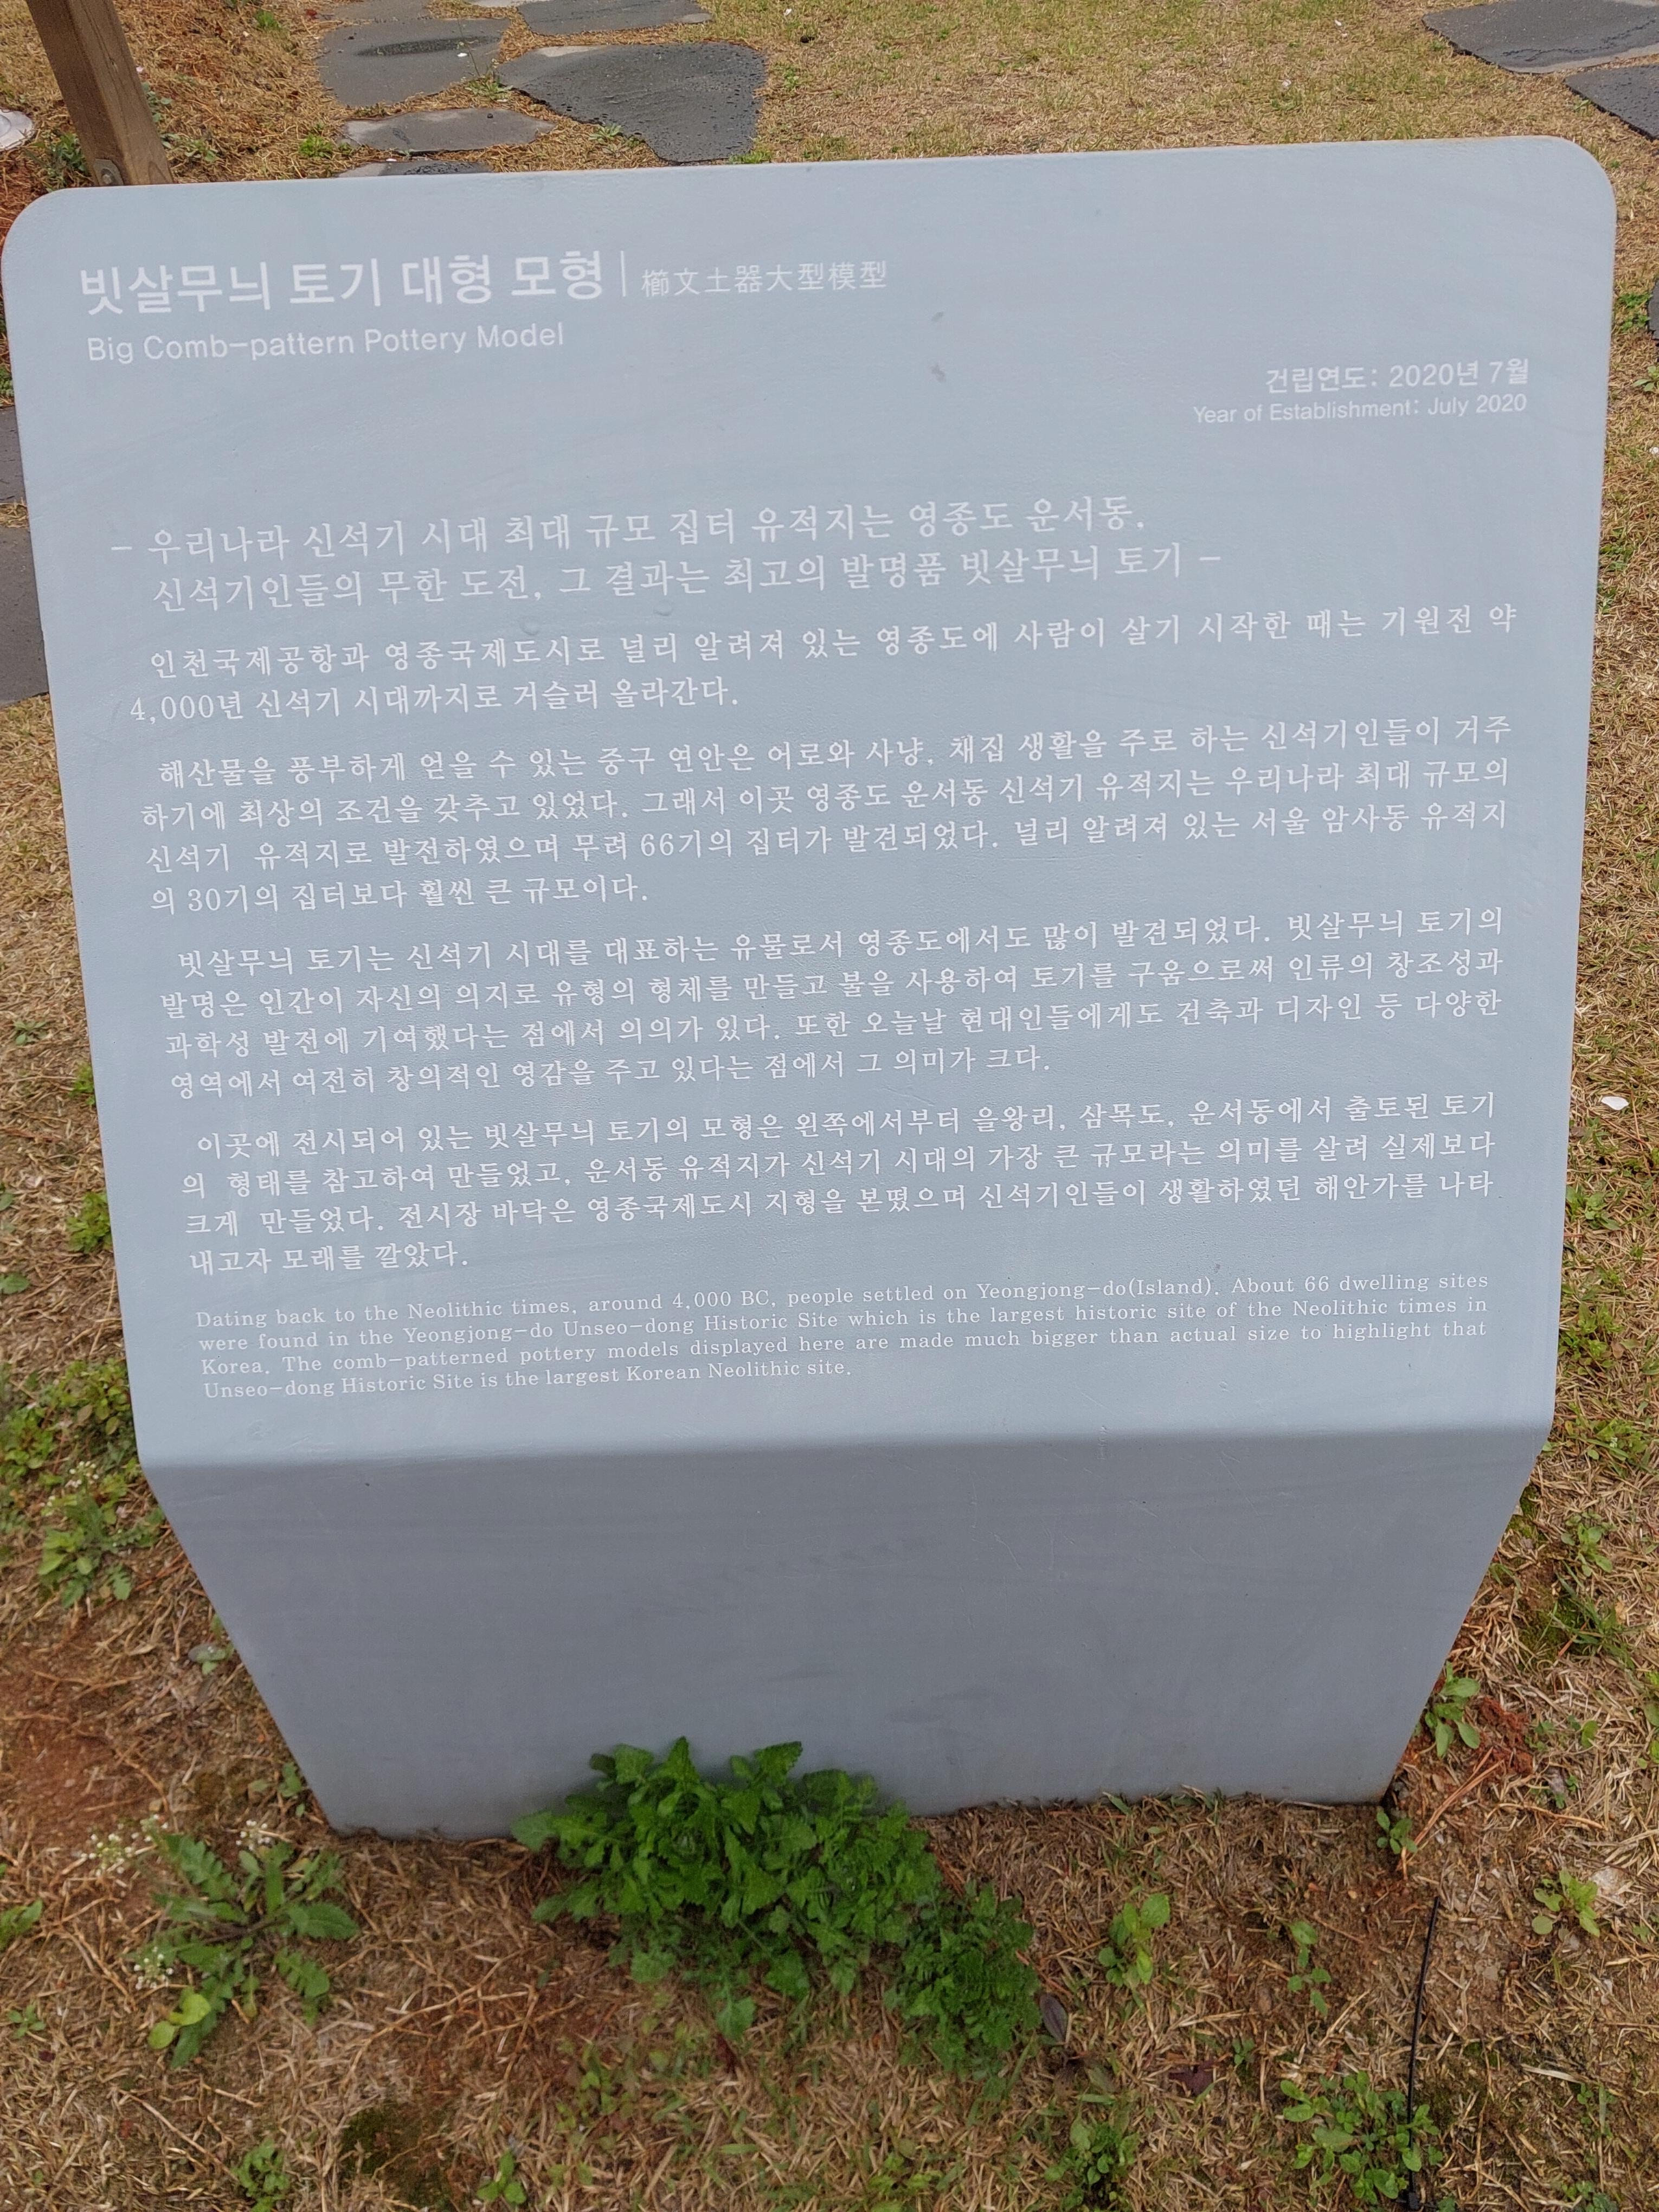 빗살무늬 토기 대형 모형 | 櫛文土器大型模型
Big Comb-pattern Pottery Model
건립연도: 2020년 7월
Year of Establishment: July 2020
- 우리나라 신석기 시대 최대 규모 집터 유적지는 영종도 운서동,
신석기인들의 무한 도전, 그 결과는 최고의 발명품 빗살무늬 토기 -
인천국제공항과 영종국제도시로 널리 알려져 있는 영종도에 사람이 살기 시작한 때는 기원전 약
4,000년 신석기 시대까지로 거슬러 올라간다.
해산물을 풍부하게 얻을 수 있는 중구 연안은 어로와 사냥, 채집 생활을 주로 하는 신석기인들이 거주
하기에 최상의 조건을 갖추고 있었다. 그래서 이곳 영종도 운서동 신석기 유적지는 우리나라 최대 규모의
신석기 유적지로 발전하였으며 무려 66기의 집터가 발견되었다. 널리 알려져 있는 서울 암사동 유적지
의 30기의 집터보다 훨씬 큰 규모이다.
빗살무늬 토기는 신석기 시대를 대표하는 유물로서 영종도에서도 많이 발견되었다. 빗살무늬 토기의
발명은 인간이 자신의 의지로 유형의 형체를 만들고 불을 사용하여 토기를 구움으로써 인류의 창조성과
과학성 발전에 기여했다는 점에서 의의가 있다. 또한 오늘날 현대인들에게도 건축과 디자인 등 다양한
영역에서 여전히 창의적인 영감을 주고 있다는 점에서 그 의미가 크다.
이곳에 전시되어 있는 빗살무늬 토기의 모형은 왼쪽에서부터 을왕리, 삼목도, 운서동에서 출토된 토기
의 형태를 참고하여 만들었고, 운서동 유적지가 신석기 시대의 가장 큰 규모라는 의미를 살려 실제보다
크게 만들었다. 전시장 바닥은 영종국제도시 지형을 본떴으며 신석기인들이 생활하였던 해안가를 나타
내고자 모래를 깔았다.
Dating back to the Neolithic times, around 4,000 BC, people settled on Yeongjong-do(Island). About 66 dwelling sites
were found in the Yeongjong-do Unseo-dong Historic Site which is the largest historic site of the Neolithic times in
Korea. The comb-patterned pottery models displayed here are made much bigger than actual size to highlight that
Unseo-dong Historic Site is the largest Korean Neolithic site.